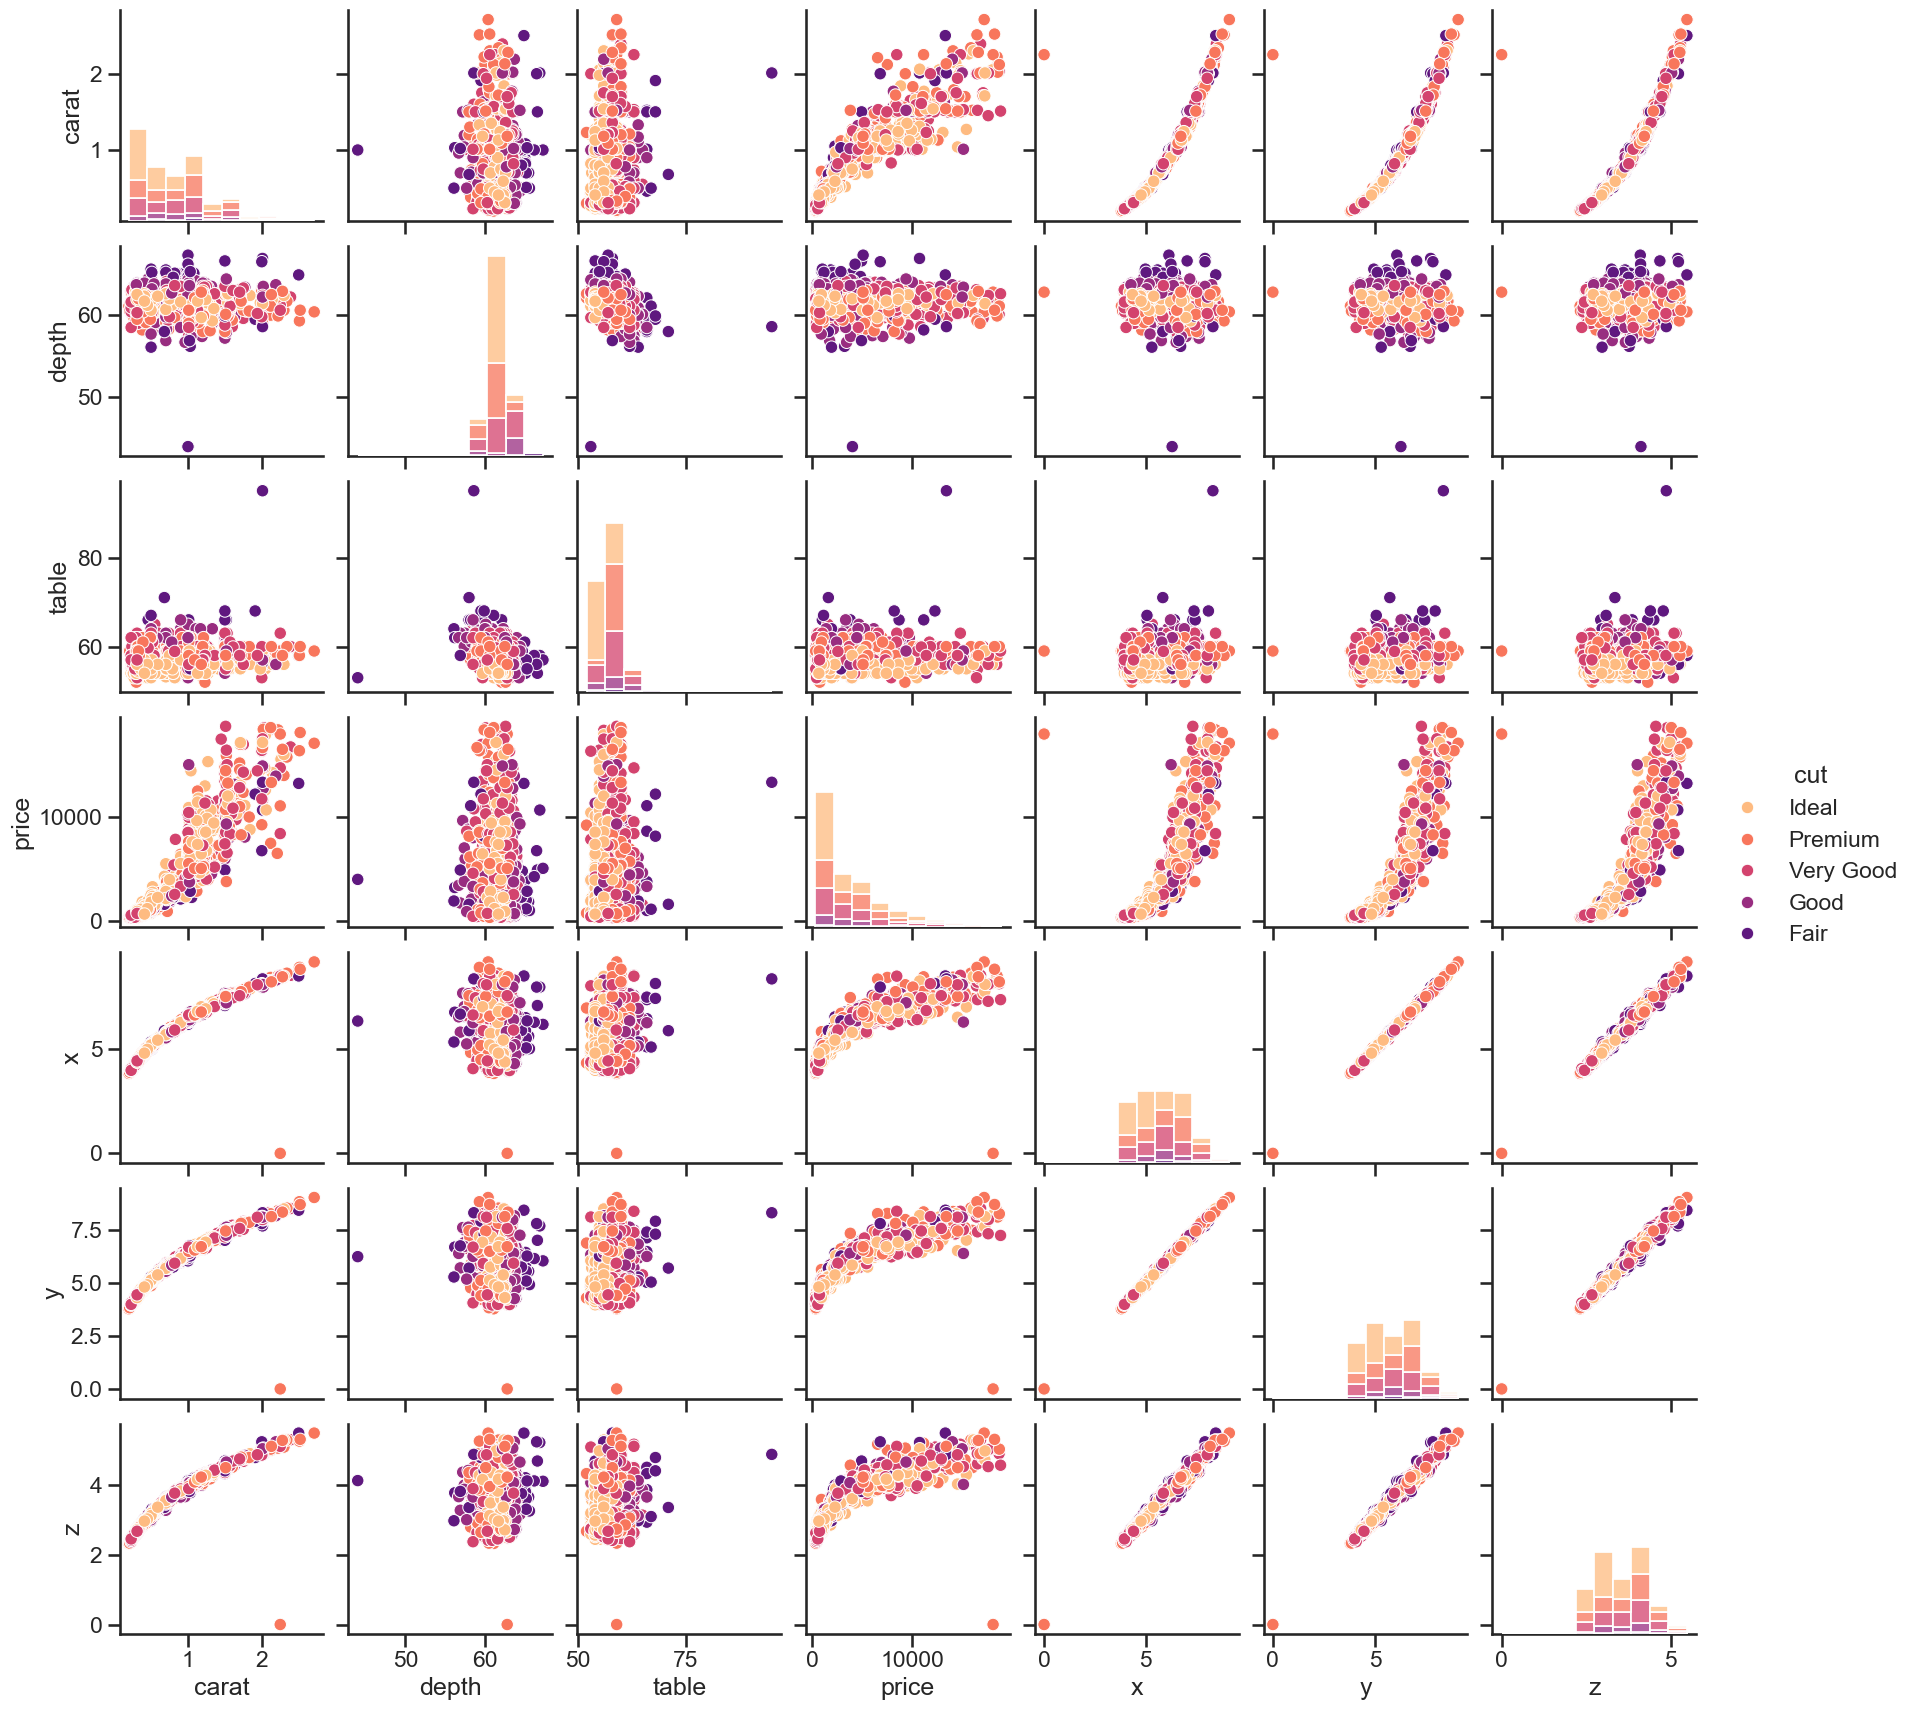 2
1
carat
60
50
depth
80
60
table
10000
0
price
5
0
x
7.5
5.0
2.5
0.0
y
4
2
0
z
1 2
50 60
50 75
0 10000
0 5
0 5
0 5
carat
depth
table
price
x
y
z
cut
Ideal
Premium
Very Good
Good
Fair